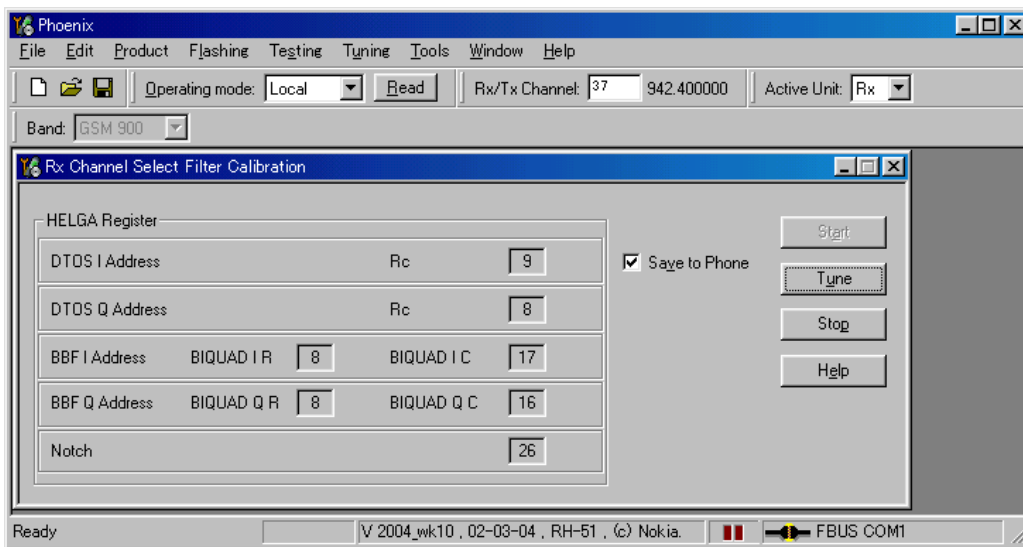 Phoenix
File Edit Product Flashing Testing Tuning Tools Window Help
Operating mode: Local Read Rx/Tx Channel: 37 942.400000 Active Unit: Rx
Band: GSM 900
Rx Channel Select Filter Calibration
HELGA Register
DTOS I Address Rc 9
DTOS Q Address Rc 8
BBF I Address BIQUAD I R 8 BIQUAD I C 17
BBF Q Address BIQUAD Q R 8 BIQUAD Q C 16
Notch 26
Save to Phone
Start
Tune
Stop
Help
Ready V 2004_wk10 , 02-03-04 , RH-51 , (c) Nokia. FBUS COM1